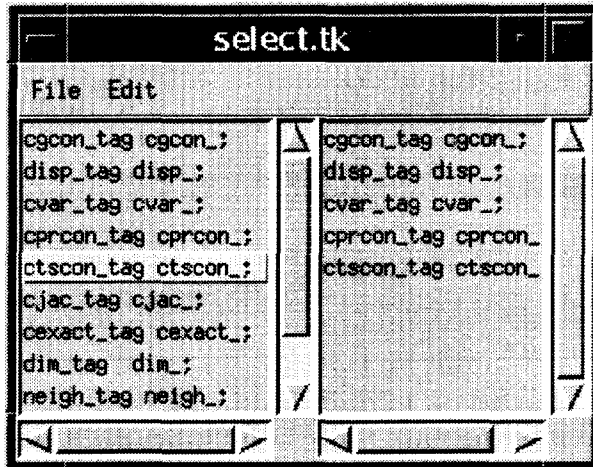 select.tk
File Edit
cgcon_tag cgcon_;
disp_tag disp_;
cvar_tag cvar_;
cprcon_tag cprcon_;
ctscon_tag ctscon_;
cjac_tag cjac_;
cexact_tag cexact_;
dim_tag dim_;
neigh_tag neigh_;
cgcon_tag cgcon_;
disp_tag disp_;
cvar_tag cvar_;
cprcon_tag cprcon_
ctscon_tag ctscon_